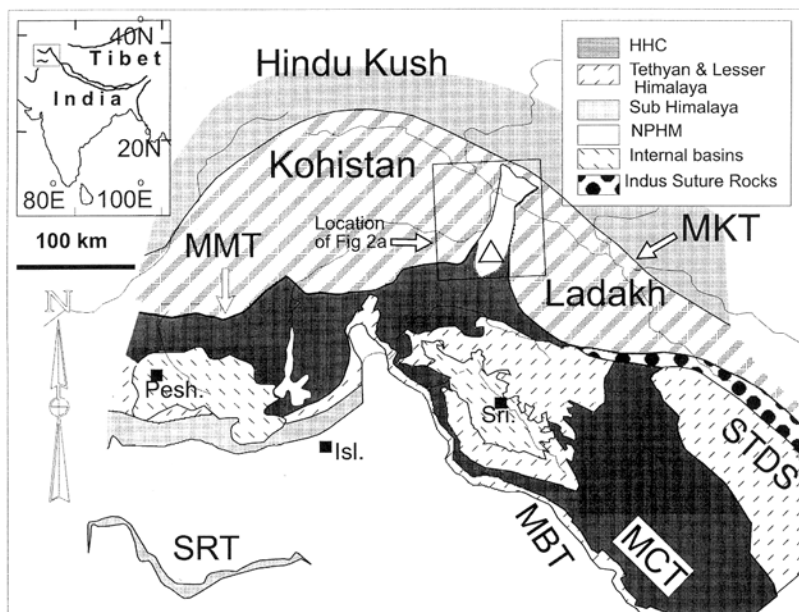 40N
Tibet
India
20N
80E 100E
100 km
N
Hindu Kush
Kohistan
Location
of Fig 2a
MMT
MKT
Ladakh
Pesh.
Sri.
Isl.
SRT
MBT
MCT
STDS
HHC
Tethyan & Lesser
Himalaya
Sub Himalaya
NPHM
Internal basins
Indus Suture Rocks